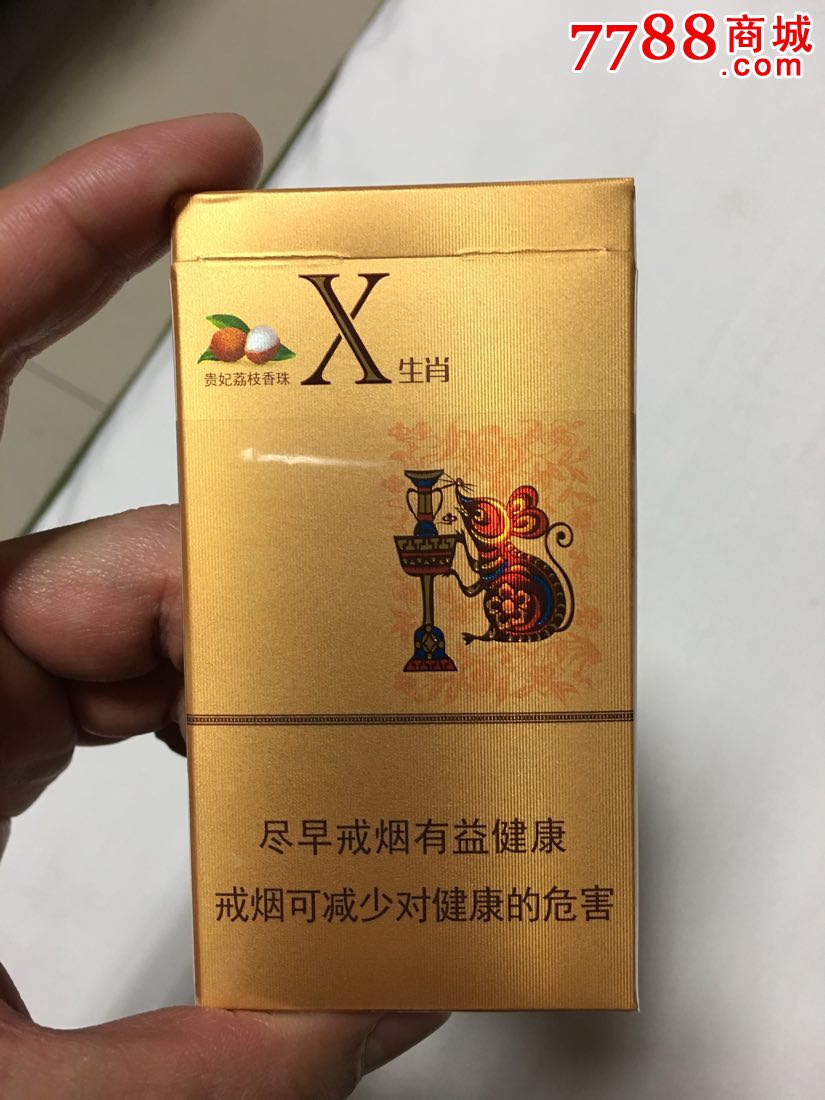 7788商城
.com
X
生肖
贵妃荔枝香珠
尽早戒烟有益健康
戒烟可减少对健康的危害